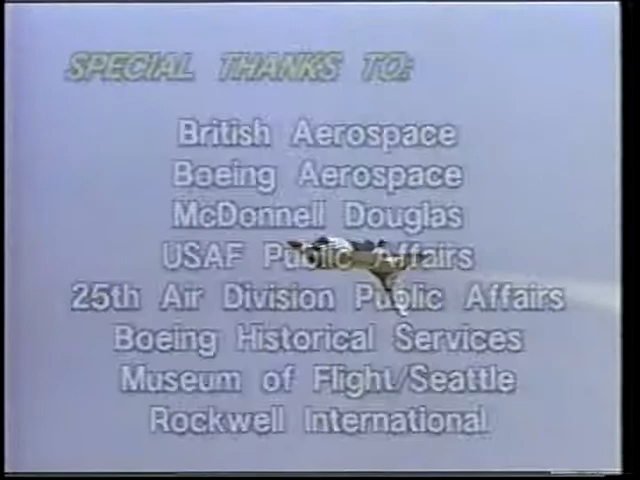 SPECIAL THANKS TO:
British Aerospace
Boeing Aerospace
McDonnell Douglas
USAF Public Affairs
25th Air Division Public Affairs
Boeing Historical Services
Museum of Flight/Seattle
Rockwell International